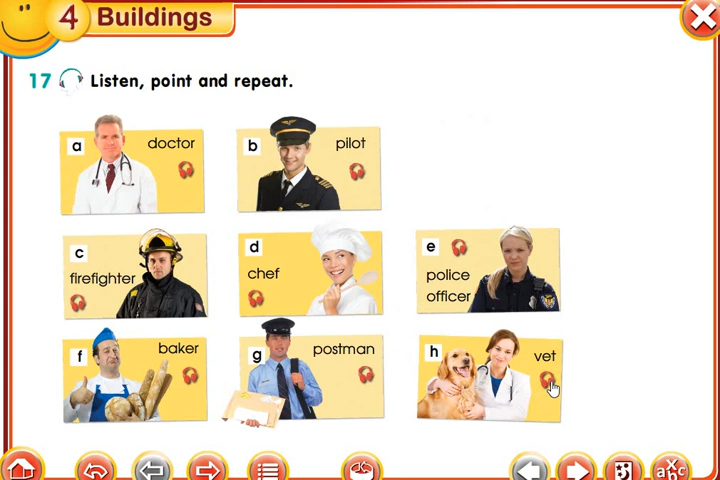 4 Buildings
17 Listen, point and repeat.
a doctor
b pilot
c firefighter
d chef
e police
officer
f baker
g postman
h vet